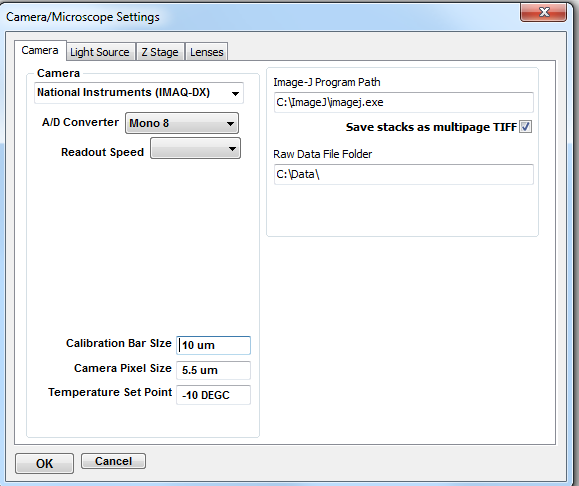 Camera/Microscope Settings
Camera
Light Source
Z Stage
Lenses
Camera
National Instruments (IMAQ-DX)
A/D Converter
Mono 8
Readout Speed
Calibration Bar SIze
10 um
Camera Pixel Size
5.5 um
Temperature Set Point
-10 DEGC
Image-J Program Path
C:\ImageJ\imagej.exe
Save stacks as multipage TIFF
Raw Data File Folder
C:\Data\
OK
Cancel